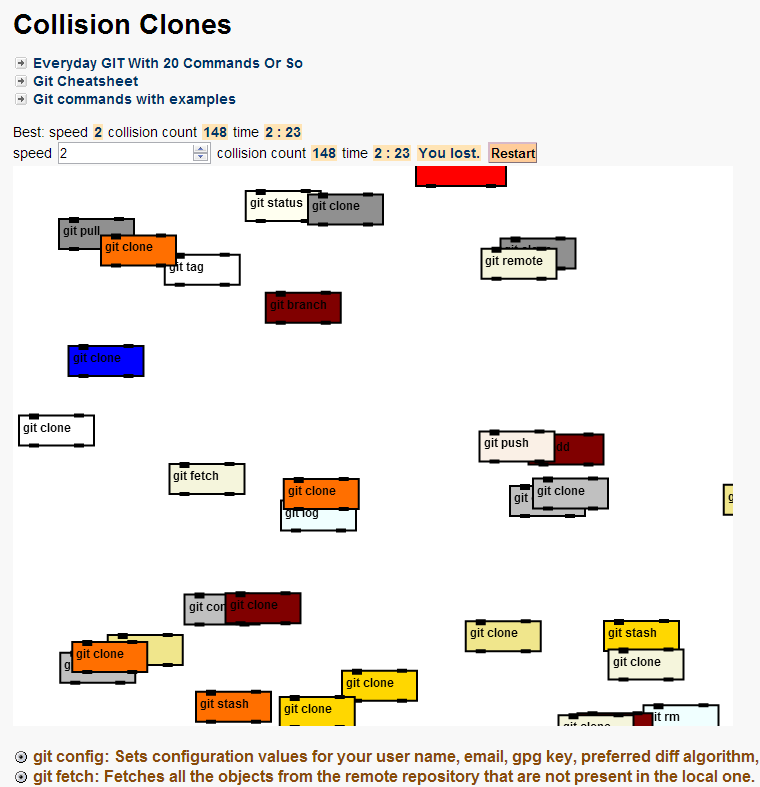 Collision Clones
Everyday GIT With 20 Commands Or So
Git Cheatsheet
Git commands with examples
Best: speed 2 collision count 148 time 2 : 23
speed 2 collision count 148 time 2 : 23 You lost. Restart
git status
git clone
git pull
git clone
git tag
git remote
git branch
git clone
git clone
git push
git fetch
git clone
git log
git
git clone
git clone
git clone
git stash
git clone
git clone
git clone
git stash
git clone
git clone
git rm
git config: Sets configuration values for your user name, email, gpg key, preferred diff algorithm,
git fetch: Fetches all the objects from the remote repository that are not present in the local one.